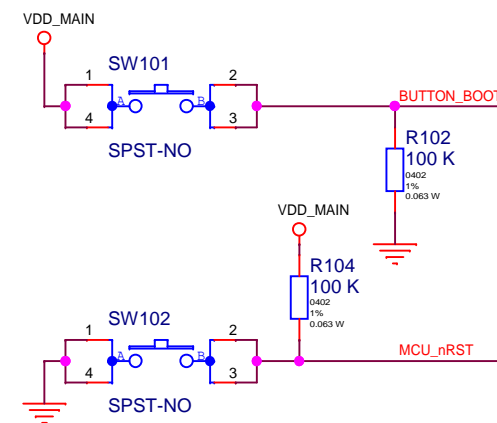 VDD_MAIN
SW101
1
2
A
B
BUTTON_BOOT
4
3
SPST-NO
R102
100 K
0402
1%
0.063 W
VDD_MAIN
R104
100 K
0402
1%
0.063 W
SW102
1
2
A
B
MCU_nRST
4
3
SPST-NO